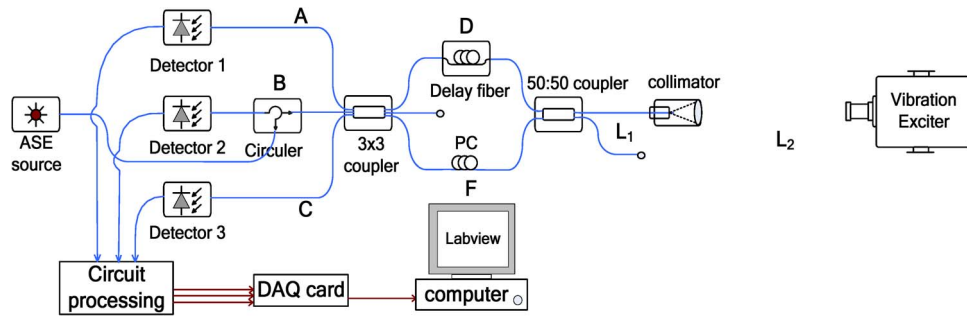 A
D
Detector 1
Delay fiber
50:50 coupler
collimator
B
Vibration
Exciter
ASE
source
Detector 2
Circuler
3x3
coupler
PC
L1
L2
F
C
Detector 3
Labview
Circuit
processing
DAQ card
computer